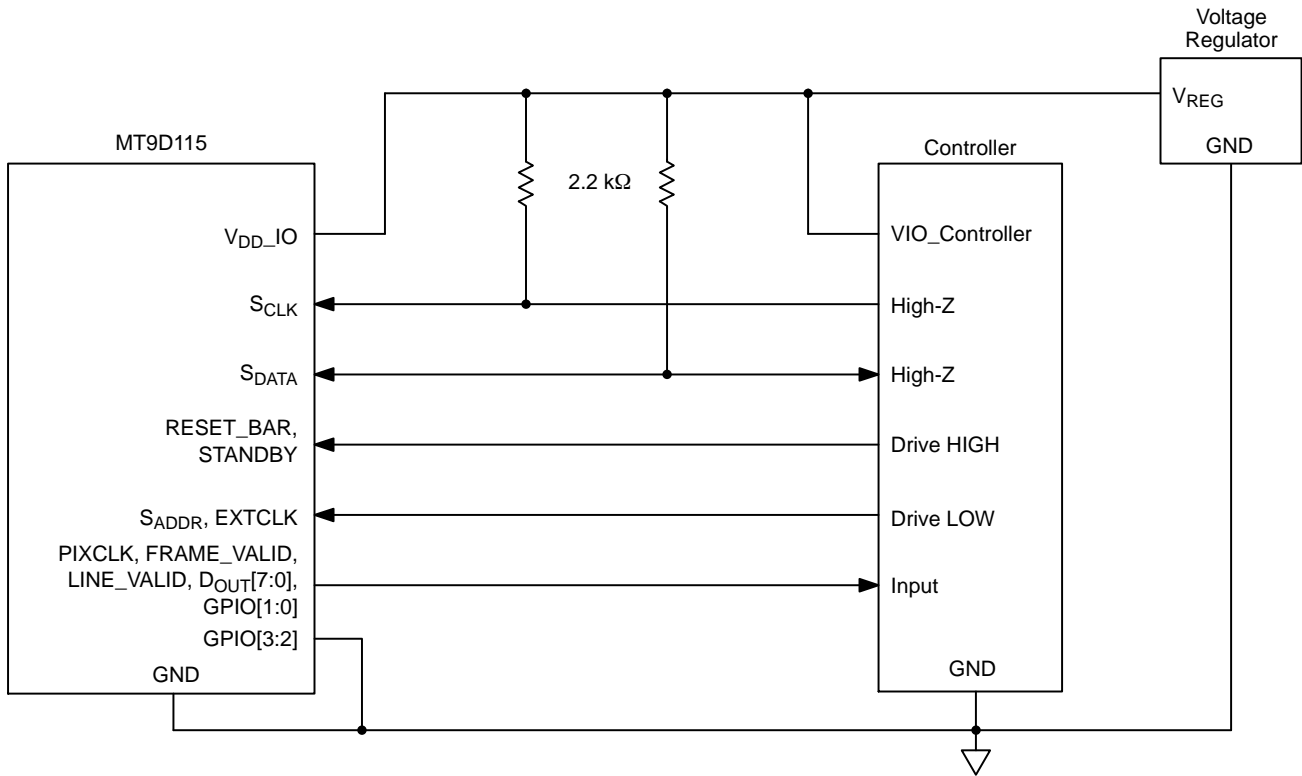 Voltage
Regulator
V_REG
GND
MT9D115
Controller
2.2 kΩ
V_DD_IO
VIO_Controller
S_CLK
High-Z
S_DATA
High-Z
RESET_BAR,
STANDBY
Drive HIGH
S_ADDR, EXTCLK
Drive LOW
PIXCLK, FRAME_VALID,
LINE_VALID, D_OUT[7:0],
GPIO[1:0]
Input
GPIO[3:2]
GND
GND